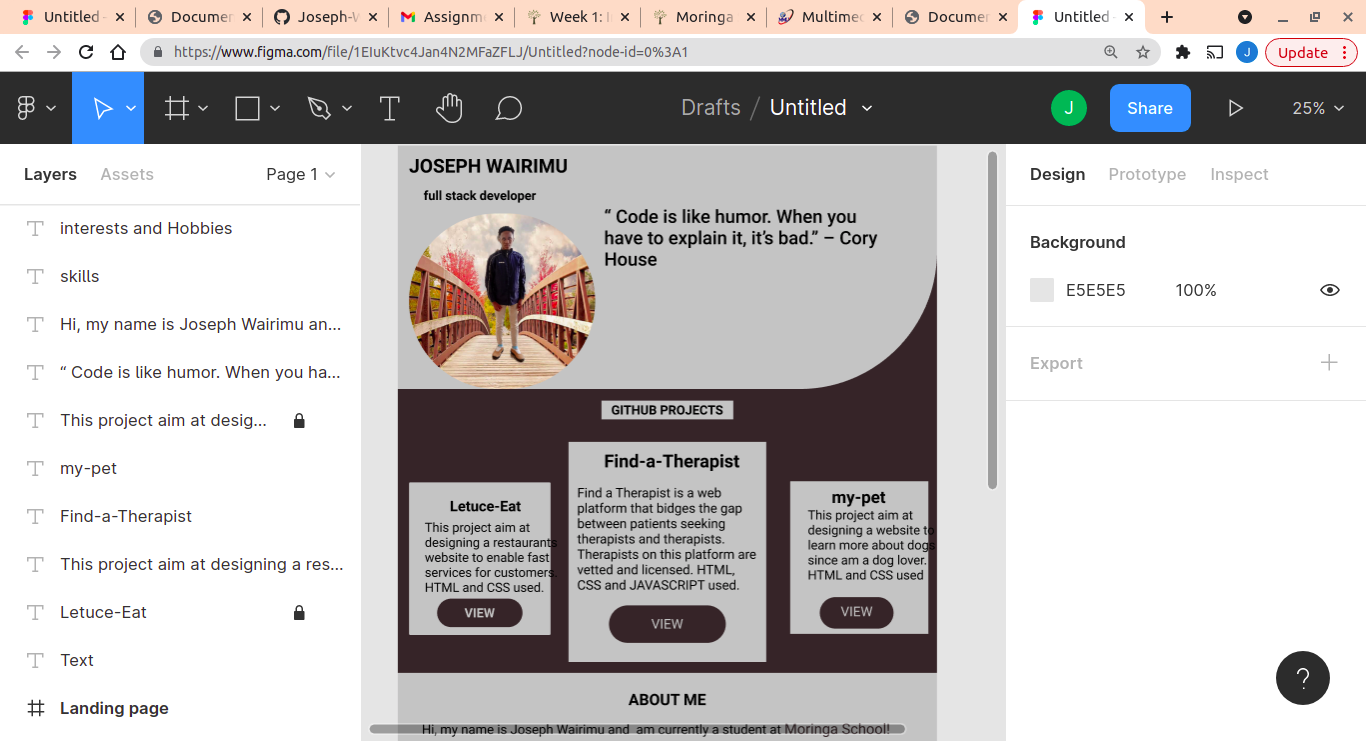 Untitled
Documen
Joseph-W
Assignm
Week 1: I
Moringa
Multimed
Documen
Untitled
https://www.figma.com/file/1EIuKtvc4Jan4N2MFaZFLJ/Untitled?node-id=0%3A1
J
Update
Drafts / Untitled
J
Share
25%
Layers
Assets
Page 1
interests and Hobbies
skills
Hi, my name is Joseph Wairimu an...
“ Code is like humor. When you ha...
This project aim at desig...
my-pet
Find-a-Therapist
This project aim at designing a res...
Letuce-Eat
Text
Landing page
JOSEPH WAIRIMU
full stack developer
“ Code is like humor. When you
have to explain it, it’s bad.” – Cory
House
GITHUB PROJECTS
Letuce-Eat
This project aim at
designing a restaurants
website to enable fast
services for customers.
HTML and CSS used.
VIEW
Find-a-Therapist
Find a Therapist is a web
platform that bidges the gap
between patients seeking
therapists and therapists.
Therapists on this platform are
vetted and licensed. HTML,
CSS and JAVASCRIPT used.
VIEW
my-pet
This project aim at
designing a website to
learn more about dogs
since am a dog lover.
HTML and CSS used
VIEW
ABOUT ME
Hi, my name is Joseph Wairimu and am currently a student at Moringa School!
Design
Prototype
Inspect
Background
E5E5E5
100%
Export
?